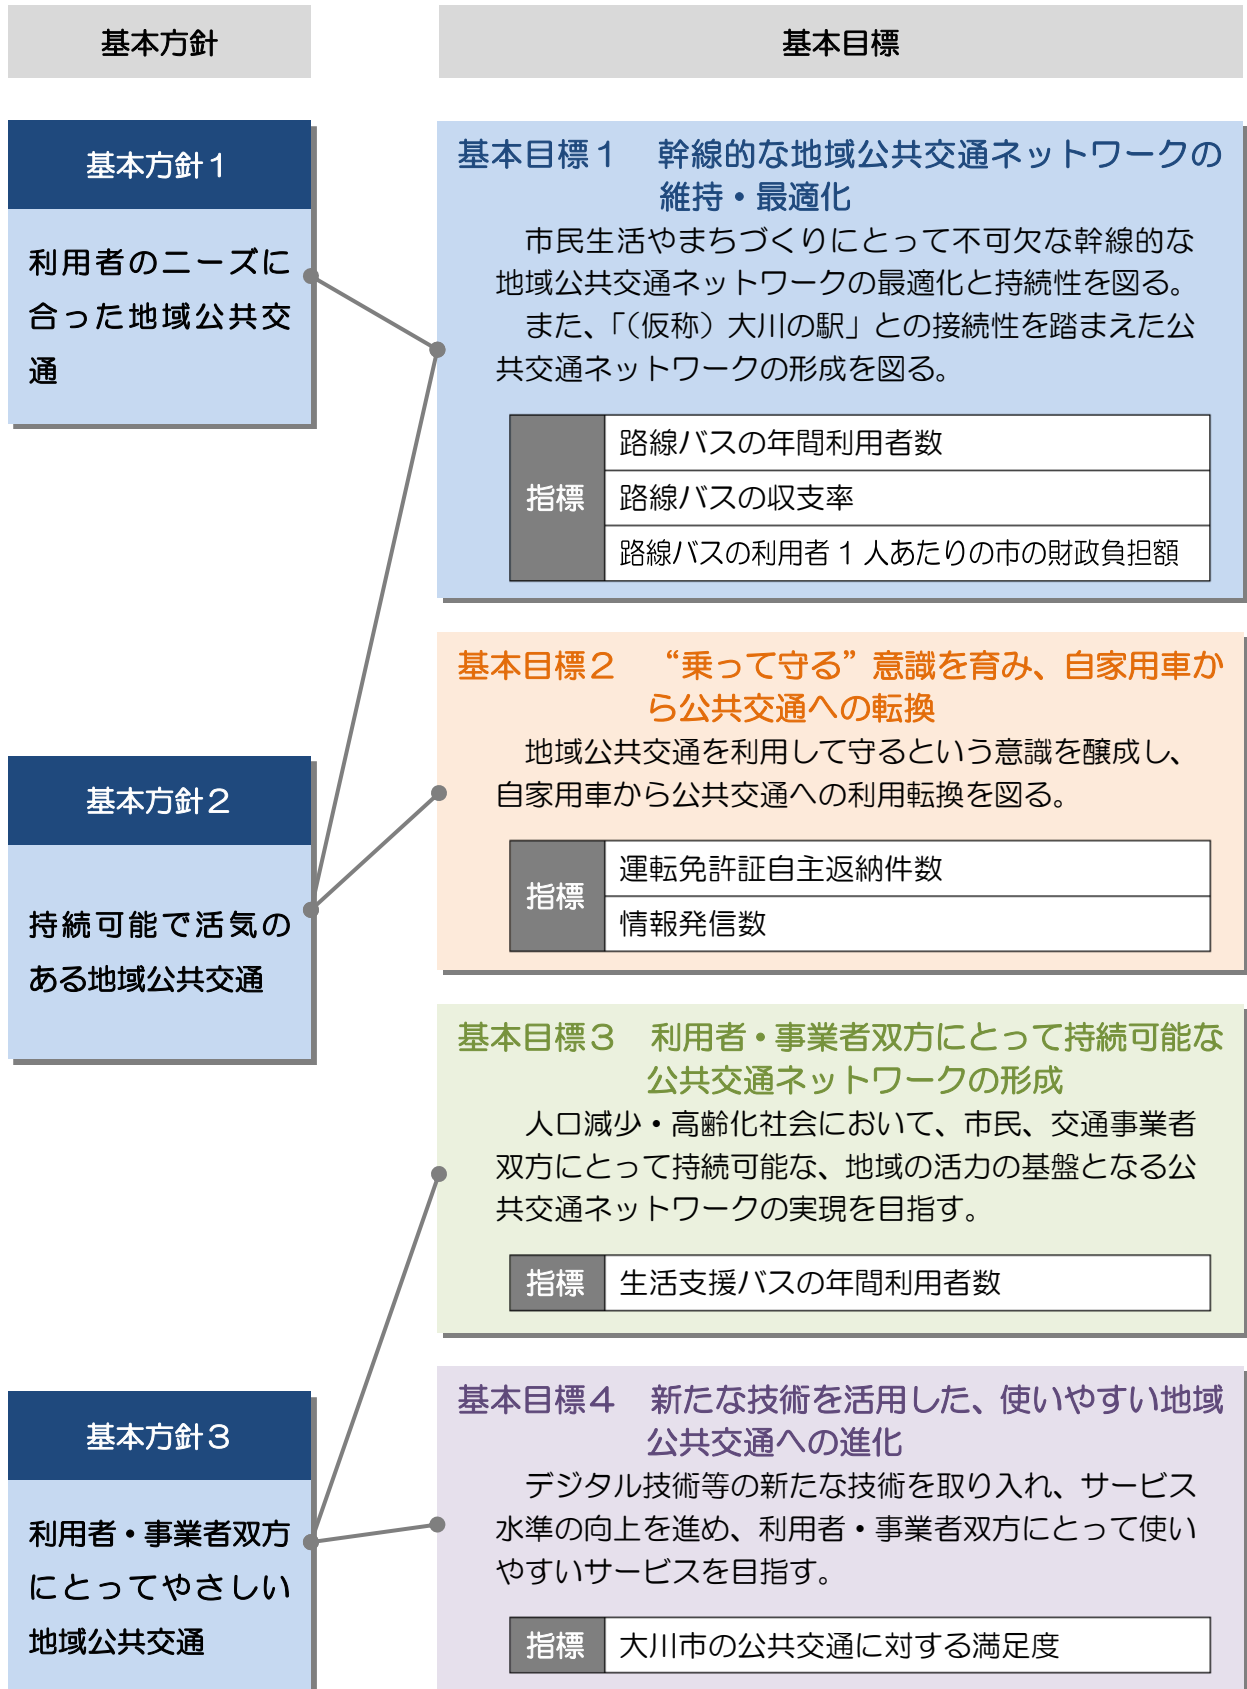 基本方針
基本目標
基本方針１
利用者のニーズに
合った地域公共交
通
基本目標１　幹線的な地域公共交通ネットワークの
維持・最適化
市民生活やまちづくりにとって不可欠な幹線的な
地域公共交通ネットワークの最適化と持続性を図る。
また、「（仮称）大川の駅」との接続性を踏まえた公
共交通ネットワークの形成を図る。
指標
路線バスの年間利用者数
路線バスの収支率
路線バスの利用者 1 人あたりの市の財政負担額
基本方針２
持続可能で活気の
ある地域公共交通
基本目標２　“乗って守る”意識を育み、自家用車か
ら公共交通への転換
地域公共交通を利用して守るという意識を醸成し、
自家用車から公共交通への利用転換を図る。
指標
運転免許証自主返納件数
情報発信数
基本目標３　利用者・事業者双方にとって持続可能な
公共交通ネットワークの形成
人口減少・高齢化社会において、市民、交通事業者
双方にとって持続可能な、地域の活力の基盤となる公
共交通ネットワークの実現を目指す。
指標
生活支援バスの年間利用者数
基本方針３
利用者・事業者双方
にとってやさしい
地域公共交通
基本目標４　新たな技術を活用した、使いやすい地域
公共交通への進化
デジタル技術等の新たな技術を取り入れ、サービス
水準の向上を進め、利用者・事業者双方にとって使い
やすいサービスを目指す。
指標
大川市の公共交通に対する満足度